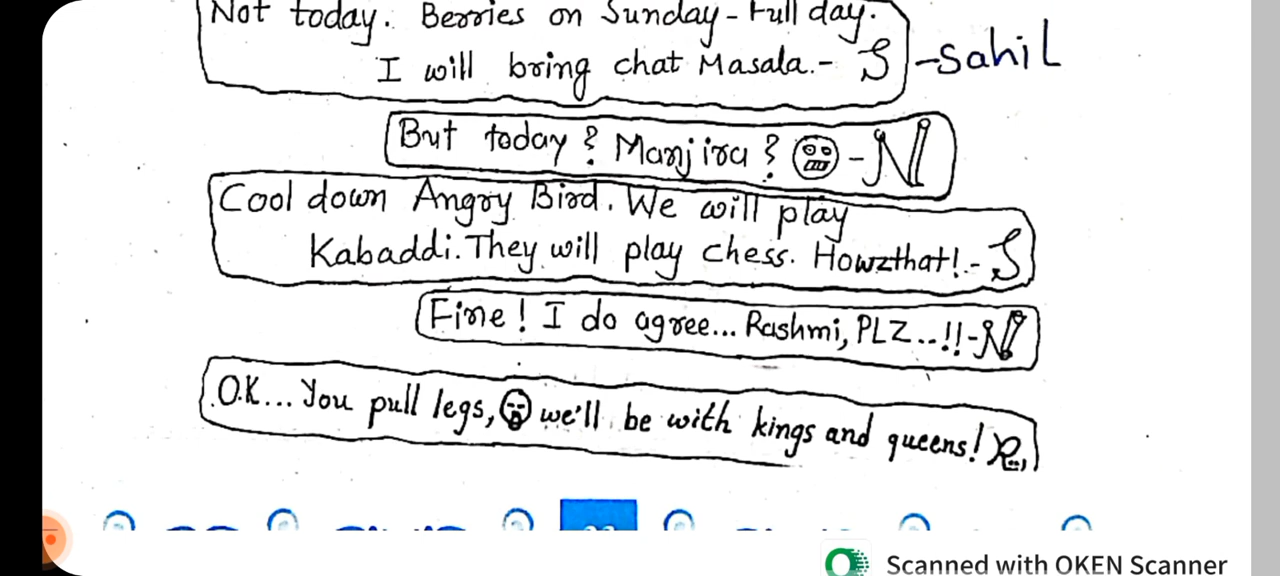 Not today. Berries on Sunday - Full day.
I will bring chat Masala. - S - Sahil
But today? Manjira? - N
Cool down Angry Bird. We will play
Kabaddi. They will play chess. Howzthat! - S
Fine! I do agree... Rashmi, PLZ...!! - N
O.K... You pull legs, we'll be with kings and queens! R
Scanned with OKEN Scanner